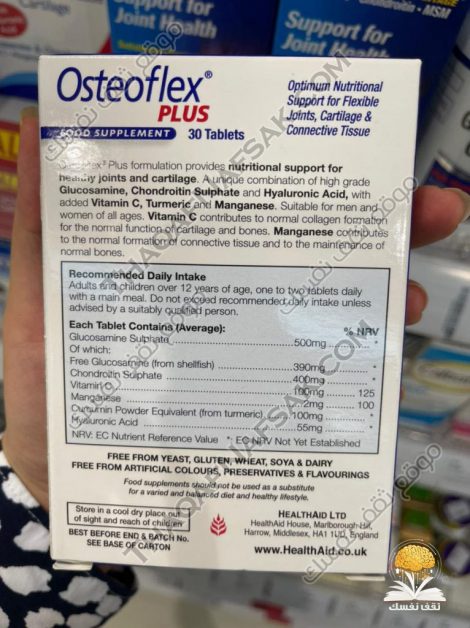 Cartilage
Support for
Joint Health
Chondroitin - MSM
Support for
Joint Health
Osteoflex®
PLUS
FOOD SUPPLEMENT 30 Tablets
Optimum Nutritional
Support for Flexible
Joints, Cartilage &
Connective Tissue
Osteoflex® Plus formulation provides nutritional support for
healthy joints and cartilage. A unique combination of high grade
Glucosamine, Chondroitin Sulphate and Hyaluronic Acid, with
added Vitamin C, Turmeric and Manganese. Suitable for men and
women of all ages. Vitamin C contributes to normal collagen formation
for the normal function of cartilage and bones. Manganese contributes
to the normal formation of connective tissue and to the maintenance of
normal bones.
Recommended Daily Intake
Adults and children over 12 years of age, one to two tablets daily
with a main meal. Do not exceed recommended daily intake unless
advised by a suitably qualified person.
Each Tablet Contains (Average): % NRV
Glucosamine Sulphate 500mg *
Of which:
Free Glucosamine (from shellfish) 390mg *
Chondroitin Sulphate 400mg *
Vitamin C 100mg 125
Manganese 2mg 100
Curcumin Powder Equivalent (from turmeric) 100mg *
Hyaluronic Acid 55mg *
NRV: EC Nutrient Reference Value * EC NRV Not Yet Established
FREE FROM YEAST, GLUTEN, WHEAT, SOYA & DAIRY
FREE FROM ARTIFICIAL COLOURS, PRESERVATIVES & FLAVOURINGS
Food supplements should not be used as a substitute
for a varied and balanced diet and healthy lifestyle.
Store in a cool dry place out
of sight and reach of children
BEST BEFORE END & BATCH No.
SEE BASE OF CARTON
HEALTHAID LTD
HealthAid House, Marlborough Hill,
Harrow, Middlesex, HA1 1UD, England
www.HealthAid.co.uk
موقع ثقف نفسك
THAQAFNAFSAK.COM
ثقف نفسك